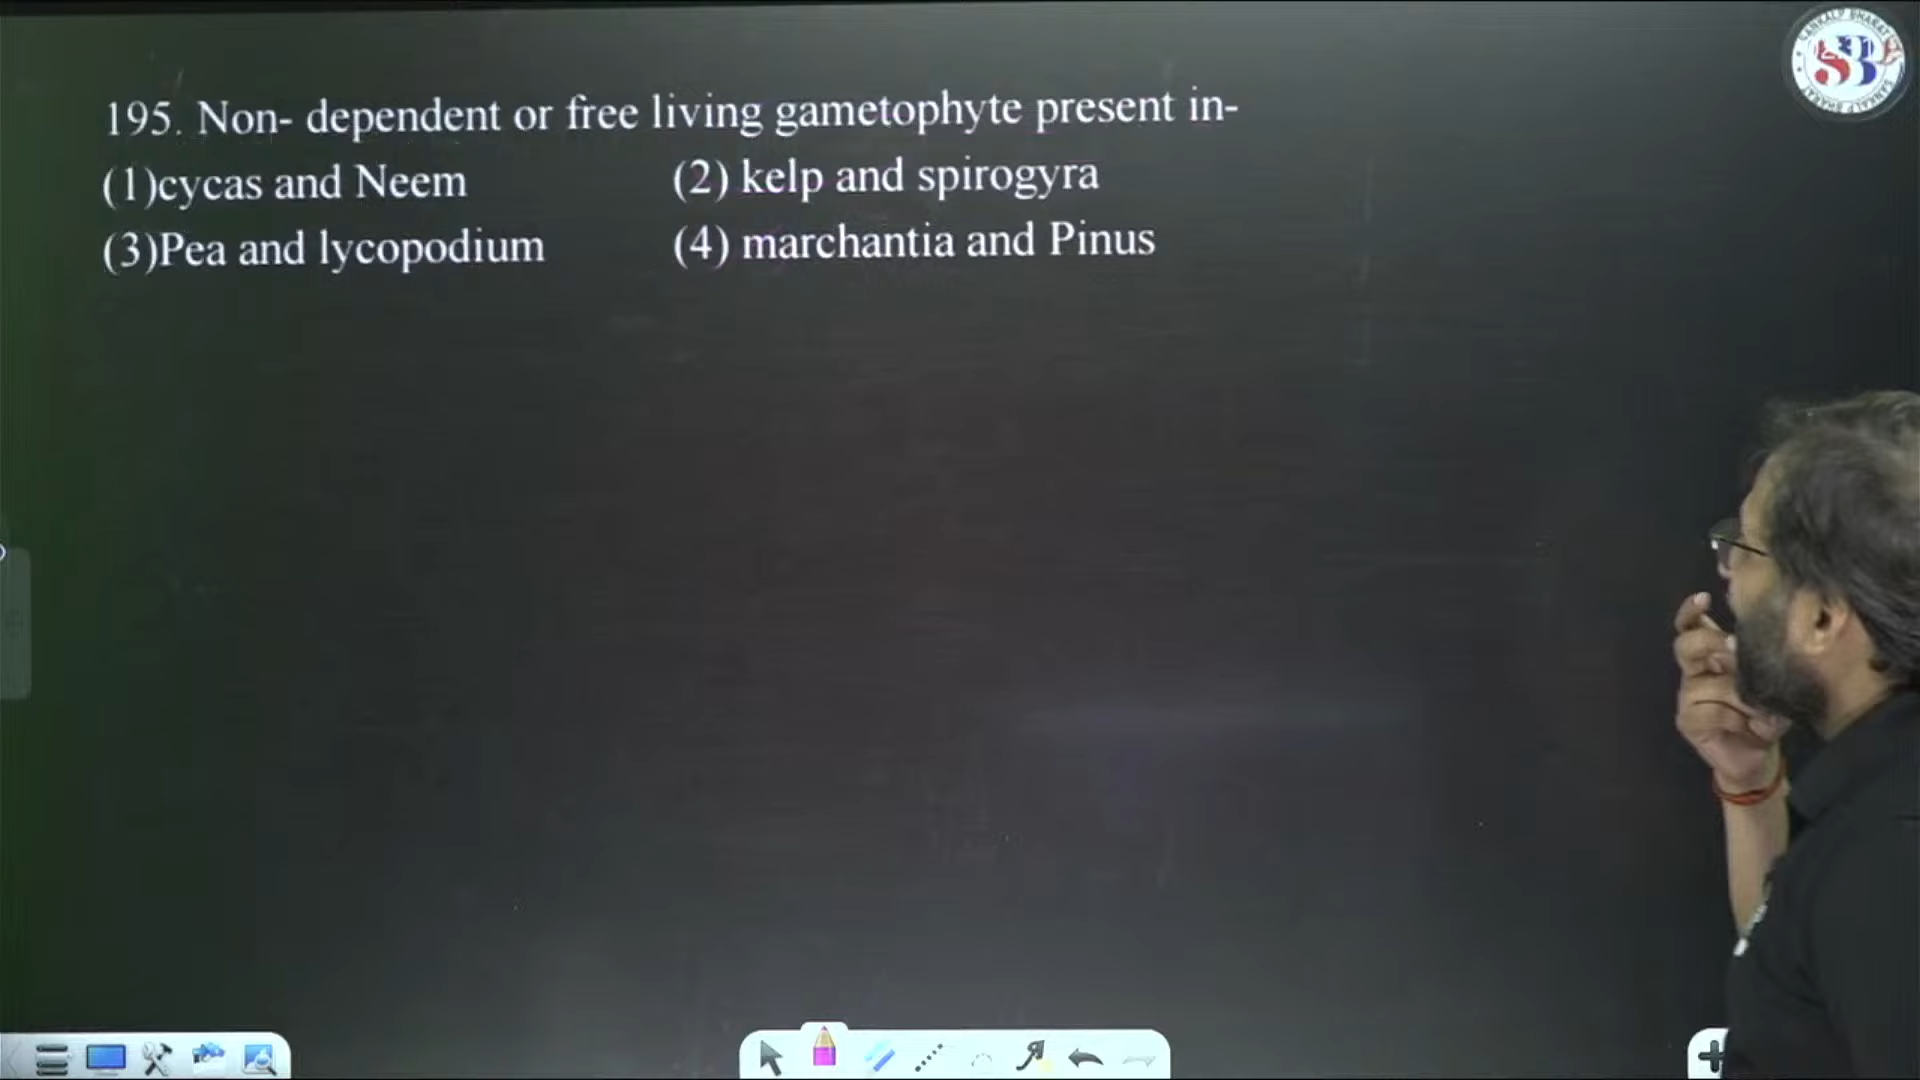 195. Non- dependent or free living gametophyte present in-
(1)cycas and Neem (2) kelp and spirogyra
(3)Pea and lycopodium (4) marchantia and Pinus
SB